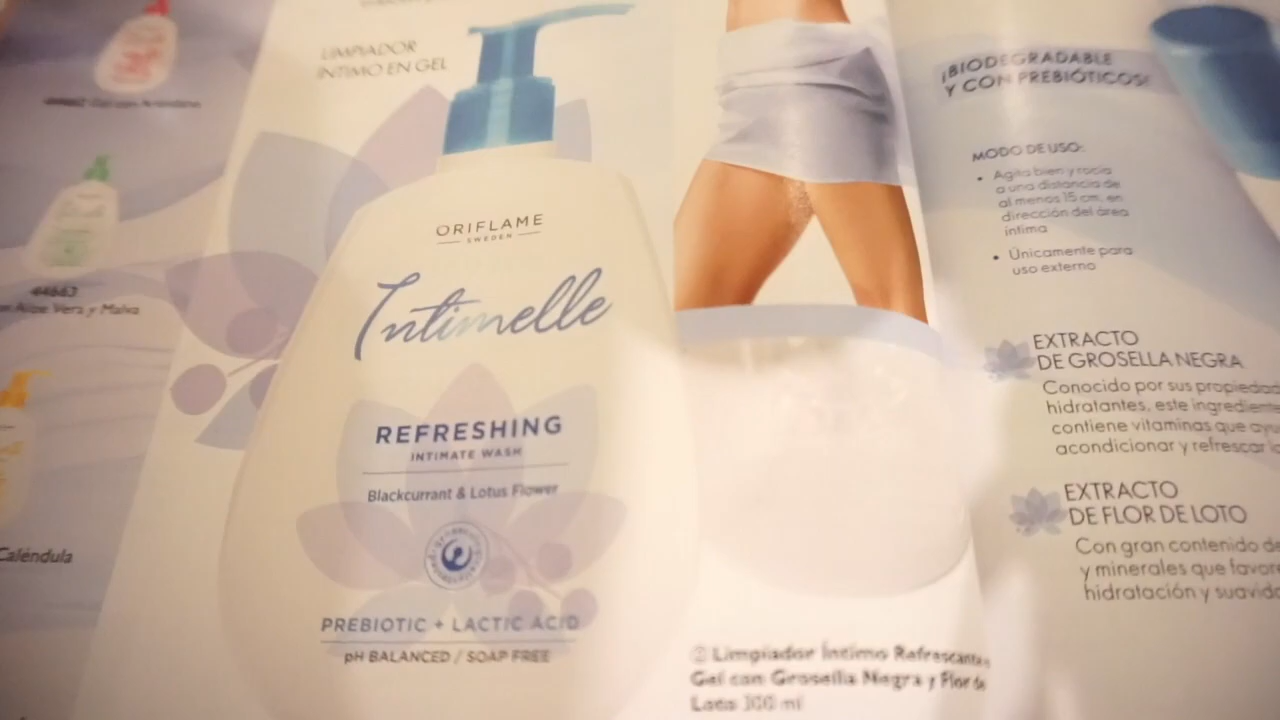 LIMPIADOR
ÍNTIMO EN GEL
ORIFLAME
SWEDEN
Intimelle
REFRESHING
INTIMATE WASH
Blackcurrant & Lotus Flower
PREBIOTIC + LACTIC ACID
pH BALANCED / SOAP FREE
44663
Aloe Vera y Malva
Caléndula
Limpiador Íntimo Refrescante
Gel con Grosella Negra y Flor de
Loto 300 ml
¡BIODEGRADABLE
Y CON PREBIÓTICOS!
MODO DE USO:
• Agita bien y rocía
a una distancia de
al menos 15 cm, en
dirección del área
íntima
• Únicamente para
uso externo
EXTRACTO
DE GROSELLA NEGRA
Conocido por sus propiedad
hidratantes, este ingrediente
contiene vitaminas que ayu
acondicionar y refrescar l
EXTRACTO
DE FLOR DE LOTO
Con gran contenido de
y minerales que favore
hidratación y suavid